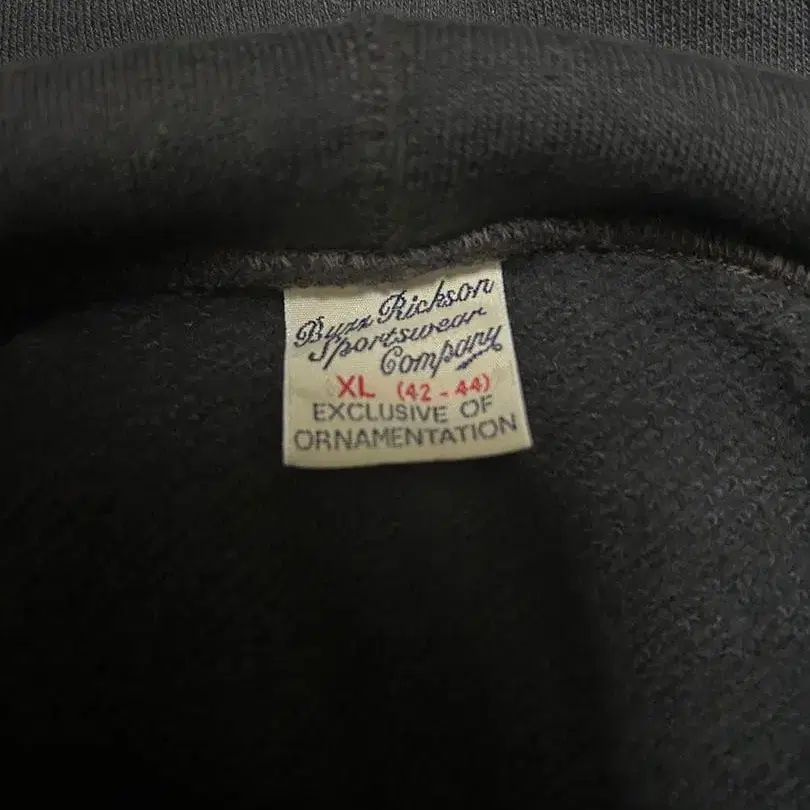 Buzz Rickson
Sportswear
Company
XL (42-44)
EXCLUSIVE OF
ORNAMENTATION